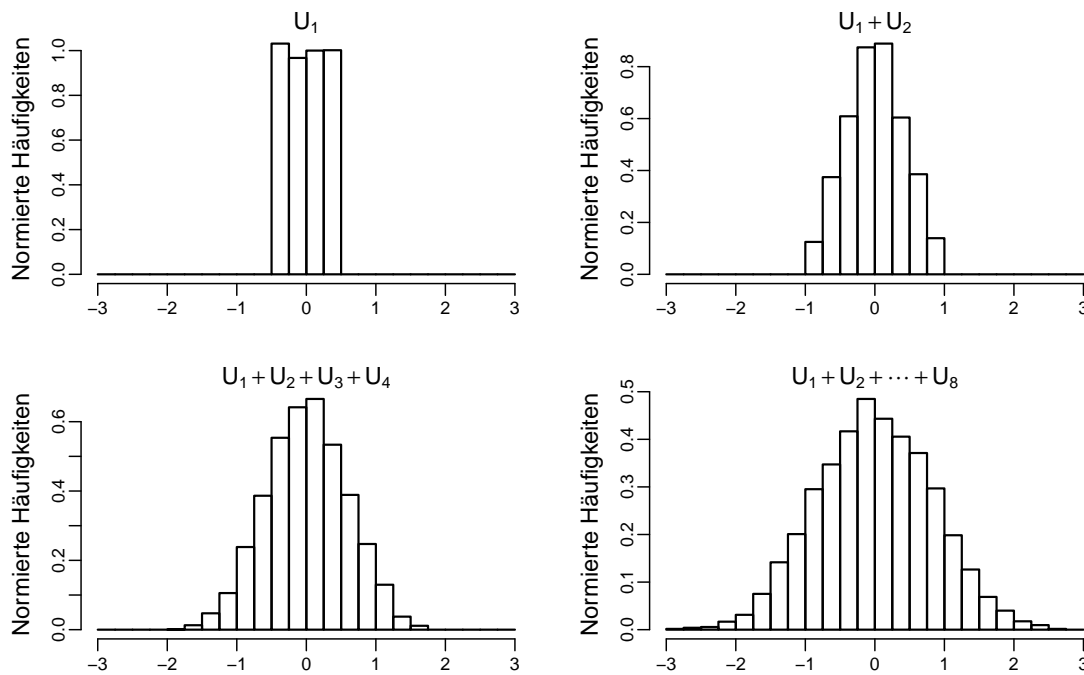 U₁
Normierte Häufigkeiten
0.0 0.2 0.4 0.6 0.8 1.0
−3 −2 −1 0 1 2 3
U₁ + U₂
Normierte Häufigkeiten
0.0 0.2 0.4 0.6 0.8
−3 −2 −1 0 1 2 3
U₁ + U₂ + U₃ + U₄
Normierte Häufigkeiten
0.0 0.2 0.4 0.6
−3 −2 −1 0 1 2 3
U₁ + U₂ + ⋯ + U₈
Normierte Häufigkeiten
0.0 0.1 0.2 0.3 0.4 0.5
−3 −2 −1 0 1 2 3